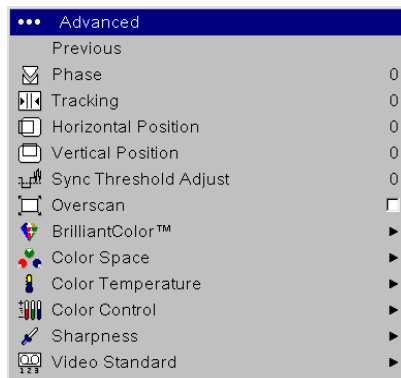 ••• Advanced
Previous
Phase 0
Tracking 0
Horizontal Position 0
Vertical Position 0
Sync Threshold Adjust 0
Overscan
BrilliantColor™
Color Space
Color Temperature
Color Control
Sharpness
Video Standard